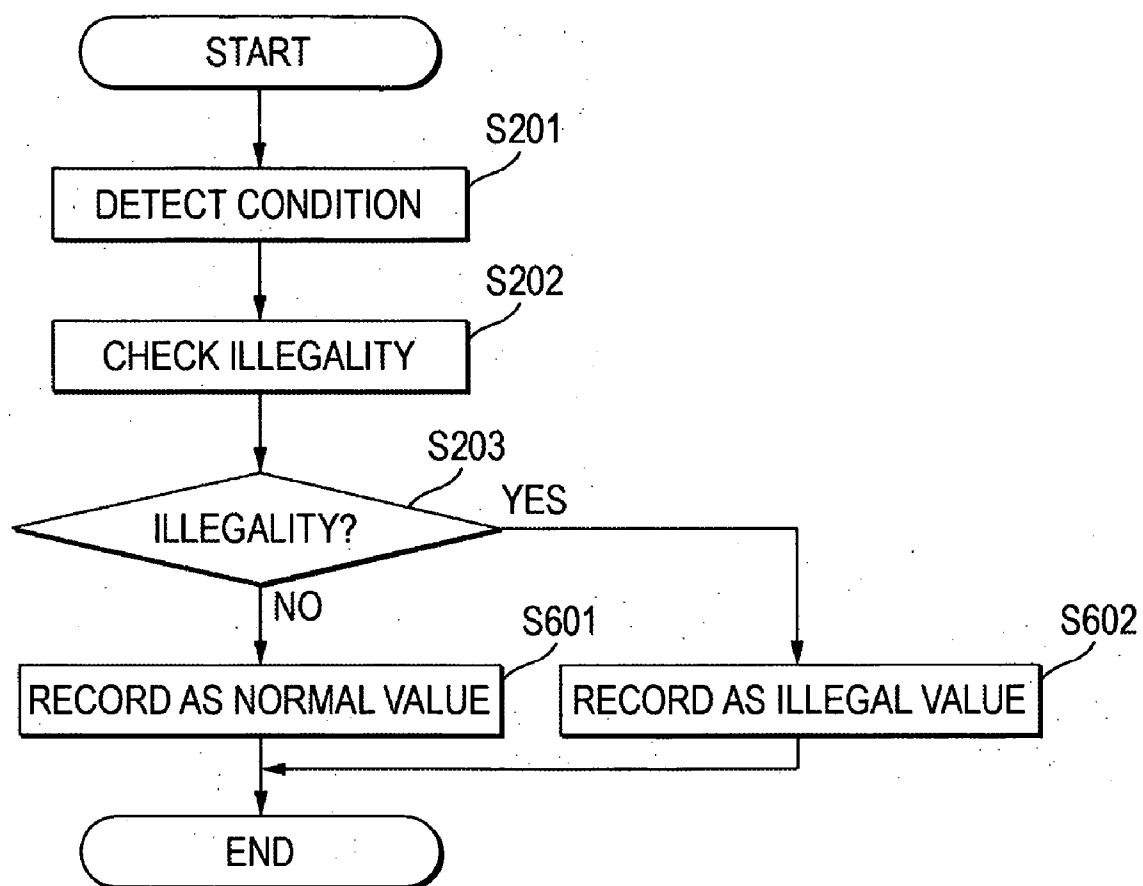 START
S201
DETECT CONDITION
S202
CHECK ILLEGALITY
S203
ILLEGALITY?
YES
NO
S601
S602
RECORD AS NORMAL VALUE
RECORD AS ILLEGAL VALUE
END